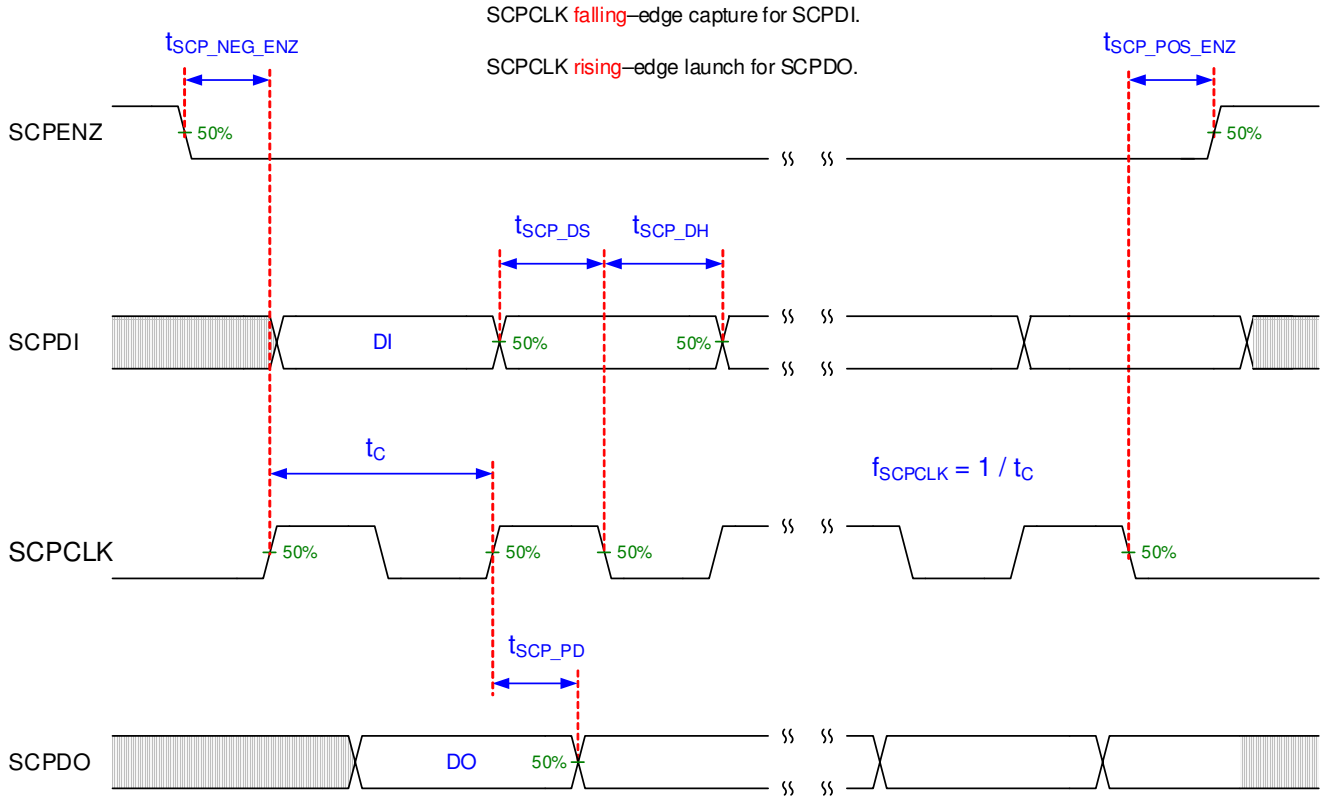 SCPCLK falling–edge capture for SCPDI.
tSCP_NEG_ENZ
tSCP_POS_ENZ
SCPCLK rising–edge launch for SCPDO.
SCPENZ
50%
50%
tSCP_DS
tSCP_DH
SCPDI
DI
50%
50%
tC
fSCPCLK = 1 / tC
SCPCLK
50%
50%
50%
50%
tSCP_PD
SCPDO
DO
50%